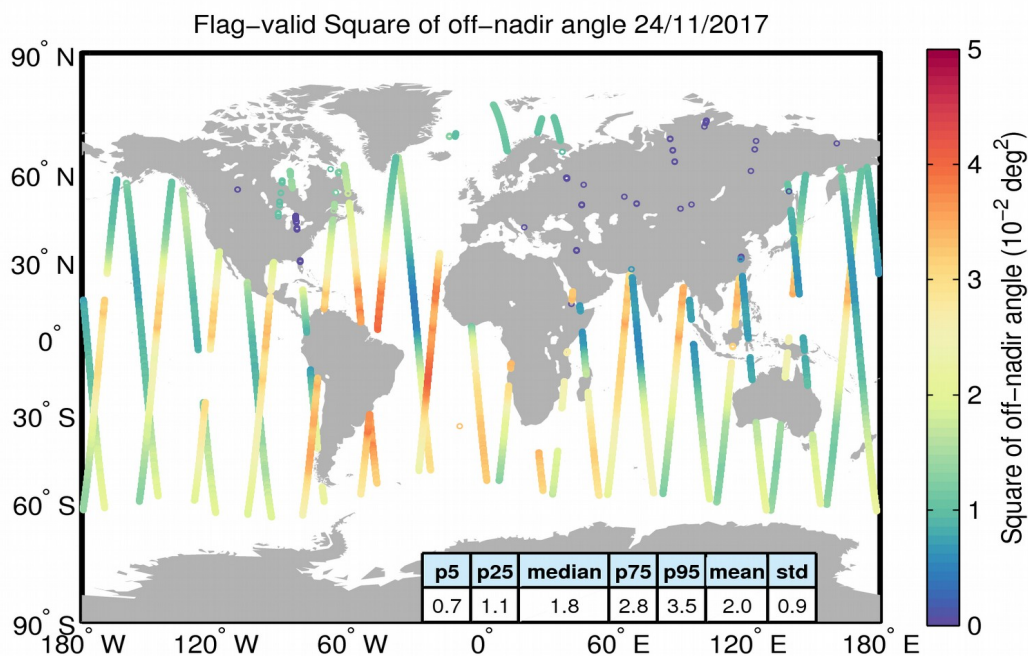 Flag-valid Square of off-nadir angle 24/11/2017
90° N
60° N
30° N
0°
30° S
60° S
90° S
180° W
120° W
60° W
0°
60° E
120° E
180° E
p5 p25 median p75 p95 mean std
0.7 1.1 1.8 2.8 3.5 2.0 0.9
5
4
3
2
1
0
Square of off-nadir angle (10⁻² deg²)